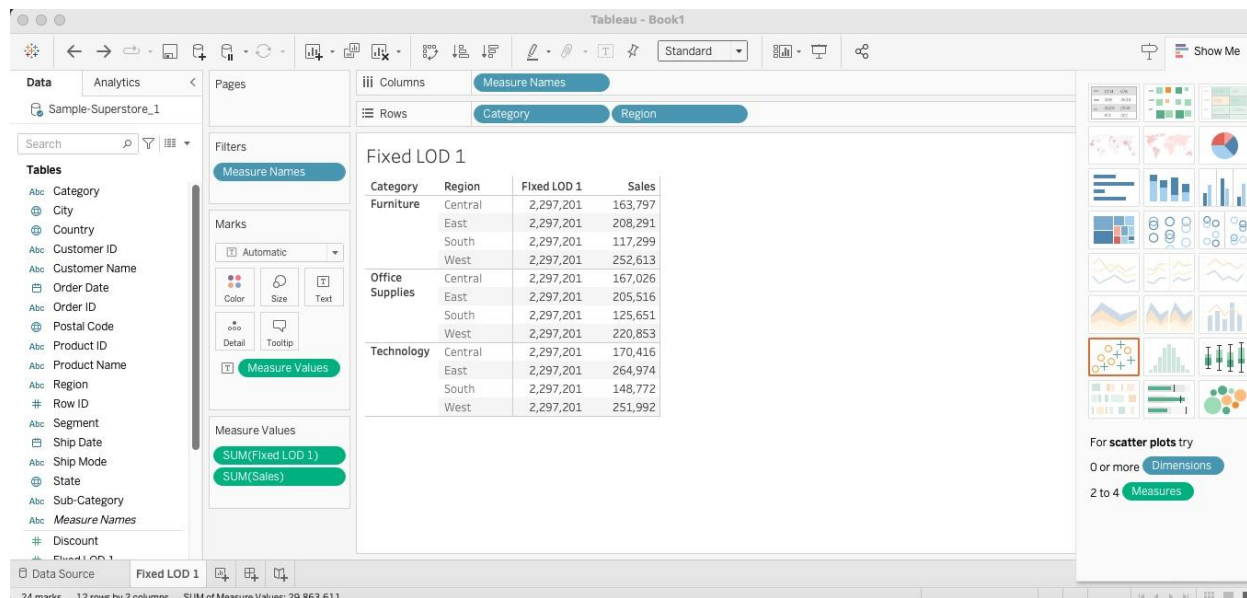 Tableau - Book1
Standard
Show Me
Data Analytics
Sample-Superstore_1
Search
Tables
Abc Category
City
Country
Abc Customer ID
Abc Customer Name
Order Date
Abc Order ID
Postal Code
Abc Product ID
Abc Product Name
Abc Region
# Row ID
Abc Segment
Ship Date
Abc Ship Mode
State
Abc Sub-Category
Abc Measure Names
# Discount
# Fixed LOD 1
Pages
Filters
Measure Names
Marks
T Automatic
Color Size Text
Detail Tooltip
T Measure Values
Measure Values
SUM(FIxed LOD 1)
SUM(Sales)
iii Columns Measure Names
Rows Category Region
Fixed LOD 1
Category Region FIxed LOD 1 Sales
Furniture Central 2,297,201 163,797
East 2,297,201 208,291
South 2,297,201 117,299
West 2,297,201 252,613
Office Supplies Central 2,297,201 167,026
East 2,297,201 205,516
South 2,297,201 125,651
West 2,297,201 220,853
Technology Central 2,297,201 170,416
East 2,297,201 264,974
South 2,297,201 148,772
West 2,297,201 251,992
For scatter plots try
0 or more Dimensions
2 to 4 Measures
Data Source Fixed LOD 1
24 marks 12 rows by 2 columns SUM of Measure Values: 29,863,611